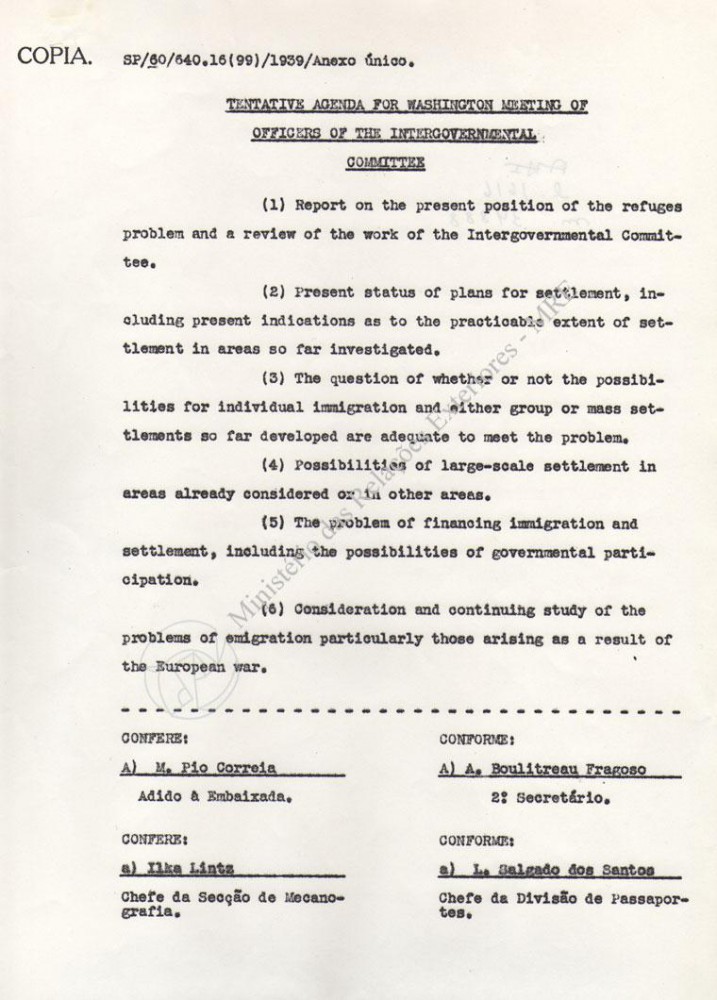 COPIA. SP/60/640.16(99)/1939/Anexo único.
TENTATIVE AGENDA FOR WASHINGTON MEETING OF
OFFICERS OF THE INTERGOVERNMENTAL
COMMITTEE
(1) Report on the present position of the refuges
problem and a review of the work of the Intergovernmental Commit-
tee.
(2) Present status of plans for settlement, in-
cluding present indications as to the practicable extent of set-
tlement in areas so far investigated.
(3) The question of whether or not the possibi-
lities for individual immigration and either group or mass set-
tlements so far developed are adequate to meet the problem.
(4) Possibilities of large-scale settlement in
areas already considered or in other areas.
(5) The problem of financing immigration and
settlement, including the possibilities of governmental parti-
cipation.
(6) Consideration and continuihg study of the
problems of emigration particularly those arising as a result of
the European war.
Ministério das Relações Exteriores - MRE
CONFERE: CONFORME:
A) M. Pio Correia A) A. Boulitreau Fragoso
Adido à Embaixada. 2º Secretário.
CONFERE: CONFORME:
a) Ilka Lintz a) L. Salgado dos Santos
Chefe da Secção de Mecano- Chefe da Divisão de Passapor-
grafia. tes.